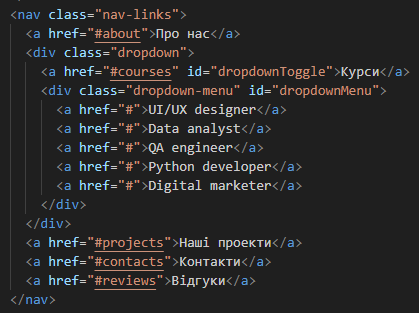 <nav class="nav-links">
<a href="#about">Про нас</a>
<div class="dropdown">
<a href="#courses" id="dropdownToggle">Курси</a>
<div class="dropdown-menu" id="dropdownMenu">
<a href="#">UI/UX designer</a>
<a href="#">Data analyst</a>
<a href="#">QA engineer</a>
<a href="#">Python developer</a>
<a href="#">Digital marketer</a>
</div>
</div>
<a href="#projects">Наші проекти</a>
<a href="#contacts">Контакти</a>
<a href="#reviews">Відгуки</a>
</nav>